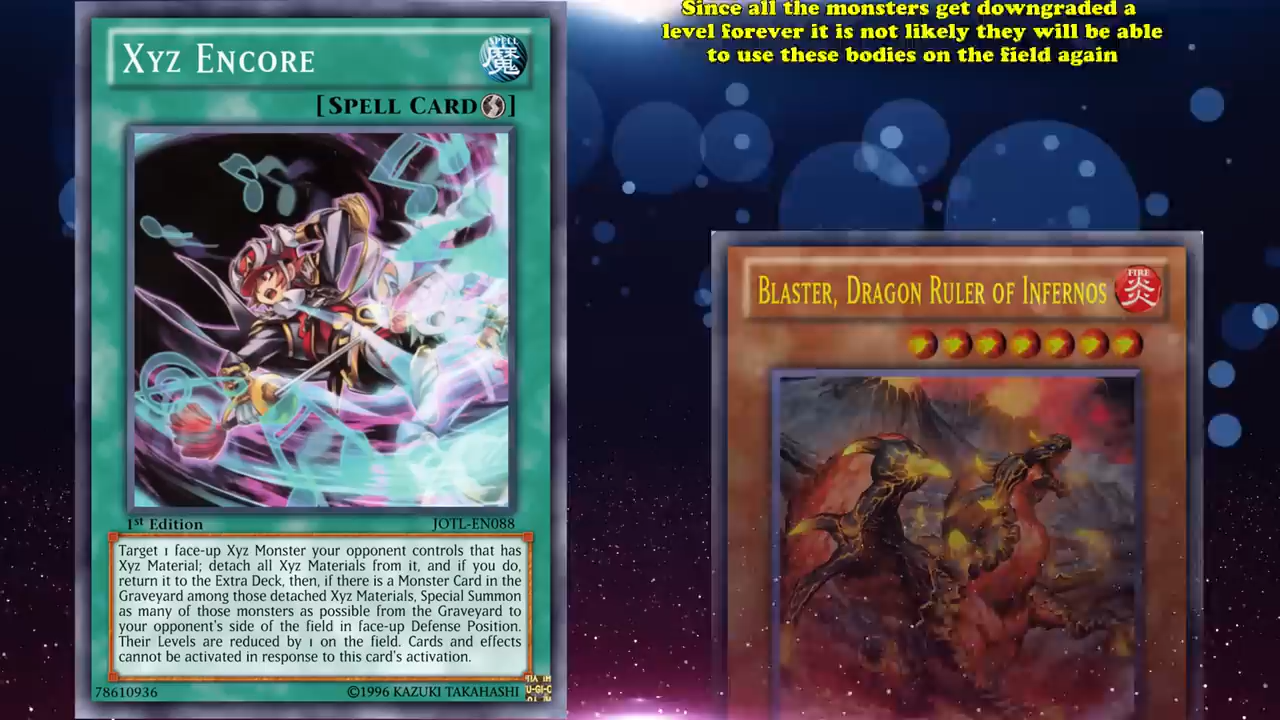 Since all the monsters get downgraded a
level forever it is not likely they will be able
to use these bodies on the field again
XYZ ENCORE
SPELL
魔
[SPELL CARD]
1st Edition
JOTL-EN088
Target 1 face-up Xyz Monster your opponent controls that has
Xyz Material; detach all Xyz Materials from it, and if you do,
return it to the Extra Deck, then, if there is a Monster Card in the
Graveyard among those detached Xyz Materials, Special Summon
as many of those monsters as possible from the Graveyard to
your opponent's side of the field in face-up Defense Position.
Their Levels are reduced by 1 on the field. Cards and effects
cannot be activated in response to this card's activation.
78610936
©1996 KAZUKI TAKAHASHI
BLASTER, DRAGON RULER OF INFERNOS
FIRE
炎